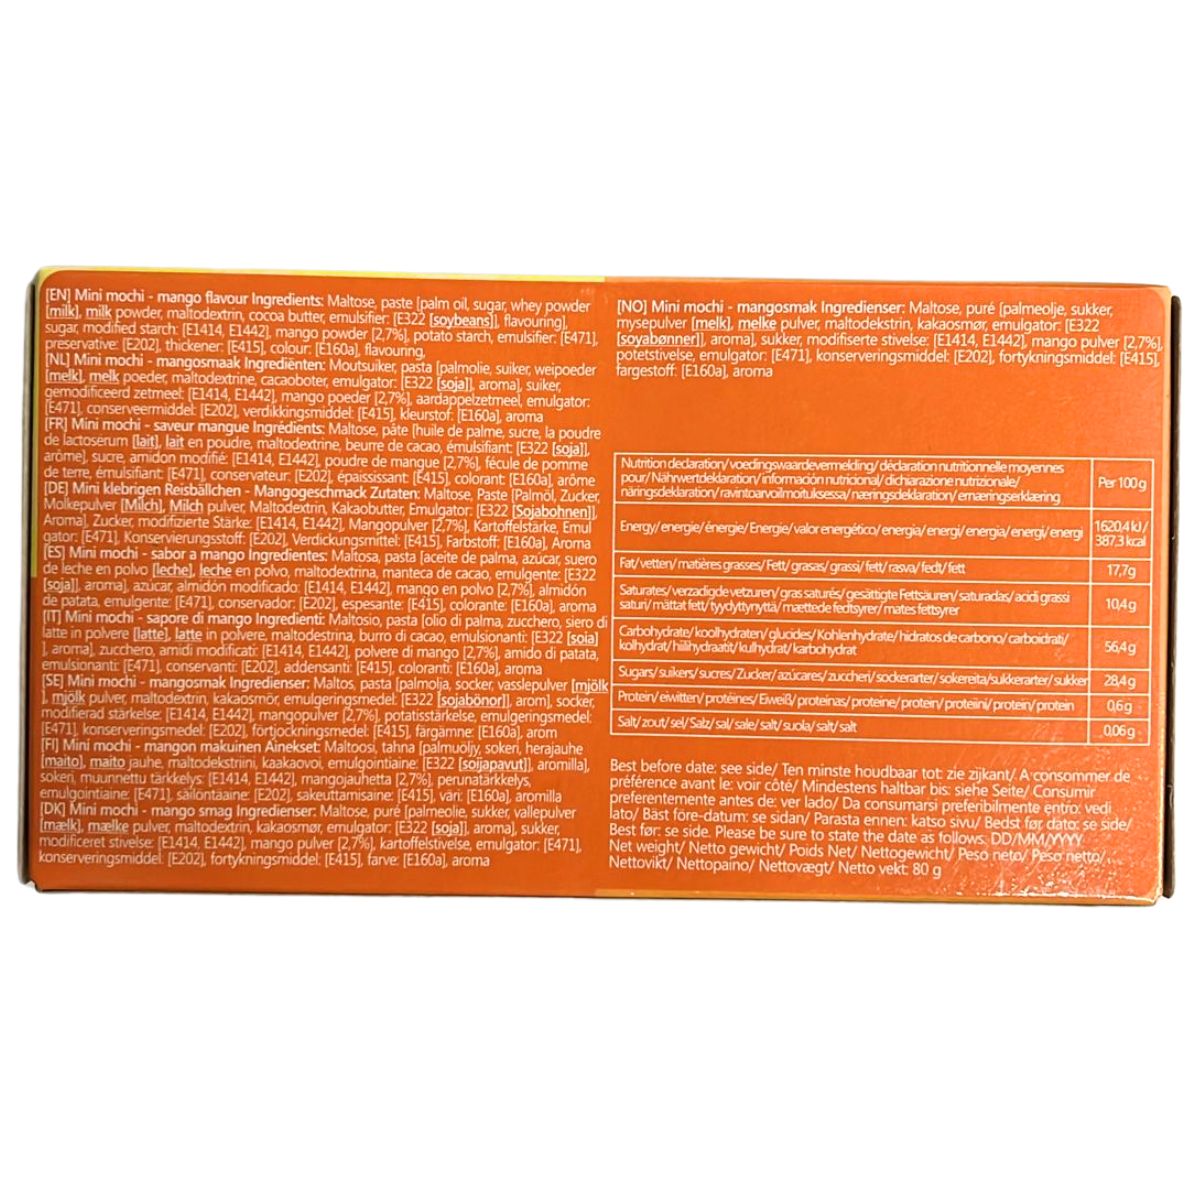 [EN] Mini mochi - mango flavour Ingredients: Maltose, paste [palm oil, sugar, whey powder
[milk], milk powder, maltodextrin, cocoa butter, emulsifier: [E322 [soybeans]], flavouring],
sugar, modified starch: [E1414, E1442], mango powder [2,7%], potato starch, emulsifier: [E471],
preservative: [E202], thickener: [E415], colour: [E160a], flavouring,
[NL] Mini mochi - mangosmaak Ingrediënten: Moutsuiker, pasta [palmolie, suiker, weipoeder
[melk], melk poeder, maltodextrine, cacaoboter, emulgator: [E322 [soja]], aroma], suiker,
gemodificeerd zetmeel: [E1414, E1442], mango poeder [2,7%], aardappelzetmeel, emulgator:
[E471], conserveermiddel: [E202], verdikkingsmiddel: [E415], kleurstof: [E160a], aroma
[FR] Mini mochi - saveur mangue Ingrédients: Maltose, pâte [huile de palme, sucre, la poudre
de lactosérum [lait], lait en poudre, maltodextrine, beurre de cacao, émulsifiant: [E322 [soja]],
arôme], sucre, amidon modifié: [E1414, E1442], poudre de mangue [2,7%], fécule de pomme
de terre, émulsifiant: [E471], conservateur: [E202], épaississant: [E415], colorant: [E160a], arôme
[DE] Mini klebrigen Reisbällchen - Mangogeschmack Zutaten: Maltose, Paste [Palmöl, Zucker,
Molkepulver [Milch], Milch pulver, Maltodextrin, Kakaobutter, Emulgator: [E322 [Sojabohnen]],
Aroma], Zucker, modifizierte Stärke: [E1414, E1442], Mangopulver [2,7%], Kartoffelstärke, Emul
gator: [E471], Konservierungsstoff: [E202], Verdickungsmittel: [E415], Farbstoff: [E160a], Aroma
[ES] Mini mochi - sabor a mango Ingredientes: Maltosa, pasta [aceite de palma, azúcar, suero
de leche en polvo [leche], leche en polvo, maltodextrina, manteca de cacao, emulgente: [E322
[soja]], aroma], azúcar, almidón modificado: [E1414, E1442], mango en polvo [2,7%], almidón
de patata, emulgente: [E471], conservador: [E202], espesante: [E415], colorante: [E160a], aroma
[IT] Mini mochi - sapore di mango Ingredienti: Maltosio, pasta [olio di palma, zucchero, siero di
latte in polvere [latte], latte in polvere, maltodestrina, burro di cacao, emulsionanti: [E322 [soia]
], aroma], zucchero, amidi modificati: [E1414, E1442], polvere di mango [2,7%], amido di patata,
emulsionanti: [E471], conservanti: [E202], addensanti: [E415], coloranti: [E160a], aroma
[SE] Mini mochi - mangosmak Ingredienser: Maltos, pasta [palmolja, socker, vasslepulver [mjölk
], mjölk pulver, maltodextrin, kakaosmör, emulgeringsmedel: [E322 [sojabönor]], arom], socker,
modifierad stärkelse: [E1414, E1442], mangopulver [2,7%], potatisstärkelse, emulgeringsmedel:
[E471], konserveringsmedel: [E202], förtjockningsmedel: [E415], färgämne: [E160a], arom
[FI] Mini mochi - mangon makuinen Ainekset: Maltoosi, tahna [palmuoljy, sokeri, herajauhe
[maito], maito jauhe, maltodekstriini, kaakaovoi, emulgointiaine: [E322 [soijapavut]], aromilla],
sokeri, muunnettu tärkkelys: [E1414, E1442], mangojauhetta [2,7%], perunatärkkelys,
emulgointiaine: [E471], säilöntäaine: [E202], sakeuttamisaine: [E415], väri: [E160a], aromilla
[DK] Mini mochi - mango smag Ingredienser: Maltose, puré [palmeolie, sukker, vallepulver
[mælk], mælke pulver, maltodextrin, kakaosmør, emulgator: [E322 [soja]], aroma], sukker,
modificeret stivelse: [E1414, E1442], mango pulver [2,7%], kartoffelstivelse, emulgator: [E471],
konserveringsmiddel: [E202], fortykningsmiddel: [E415], farve: [E160a], aroma
[NO] Mini mochi - mangosmak Ingredienser: Maltose, puré [palmeolje, sukker,
mysepulver [melk], melke pulver, maltodekstrin, kakaosmør, emulgator: [E322
[soyabønner]], aroma], sukker, modifiserte stivelse: [E1414, E1442], mango pulver [2,7%],
potetstivelse, emulgator: [E471], konserveringsmiddel: [E202], fortykningsmiddel: [E415],
fargestoff: [E160a], aroma
Nutrition declaration/voedingswaardevermelding/déclaration nutritionnelle moyennes
pour/Nährwertdeklaration/información nutricional/dichiarazione nutrizionale/
näringsdeklaration/ravintoarvoilmoituksessa/næringsdeklaration/ernæringserklæring
Per 100g
Energy/energie/énergie/Energie/valor energético/energia/energi/energia/energi/energi
1620,4 kJ/
387,3 kcal
Fat/vetten/matières grasses/Fett/grasas/grassi/fett/rasva/fedt/fett
17,7g
Saturates/verzadigde vetzuren/gras saturés/gesättigte Fettsäuren/saturadas/acidi grassi
saturi/mättat fett/tyydyttynyttä/mættede fedtsyrer/mates fettsyrer
10,4g
Carbohydrate/koolhydraten/glucides/Kohlenhydrate/hidratos de carbono/carboidrati/
kolhydrat/hiilihydraatit/kulhydrat/karbohydrat
56,4g
Sugars/suikers/sucres/Zucker/azúcares/zuccheri/sockerarter/sokereita/sukkerarter/sukker
28,4g
Protein/eiwitten/protéines/Eiweiß/proteinas/proteine/protein/proteiini/protein/protein
0,6g
Salt/zout/sel/Salz/sal/sale/salt/suola/salt/salt
0,06g
Best before date: see side/ Ten minste houdbaar tot: zie zijkant/ A consommer de
préférence avant le: voir côté/ Mindestens haltbar bis: siehe Seite/ Consumir
preferentemente antes de: ver lado/ Da consumarsi preferibilmente entro: vedi
lato/ Bäst före-datum: se sidan/ Parasta ennen: katso sivu/ Bedst før dato: se side/
Best før: se side. Please be sure to state the date as follows: DD/MM/YYYY
Net weight/ Netto gewicht/ Poids Net/ Nettogewicht/ Peso neto/ Peso netto/
Nettovikt/ Nettopaino/ Nettovægt/ Netto vekt: 80 g